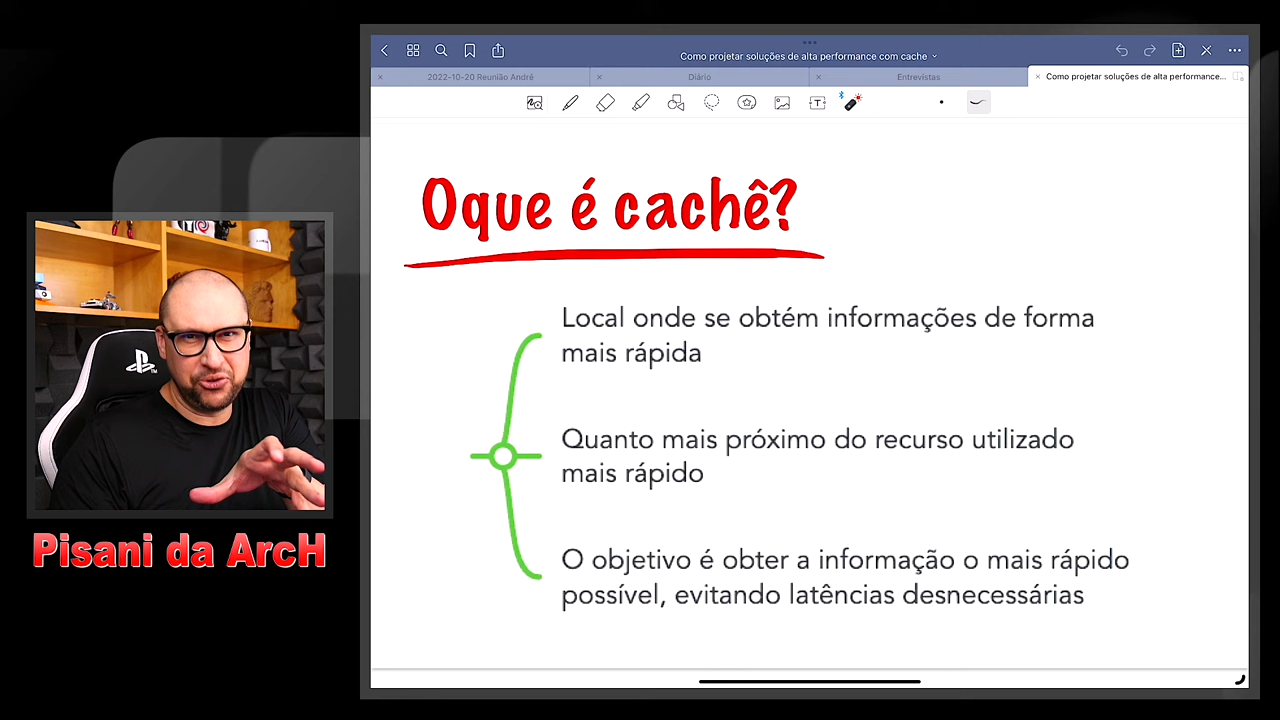 Como projetar soluções de alta performance com cache
2022-10-20 Reunião André
Diário
Entrevistas
Como projetar soluções de alta performance...
Oque é cachê?
Local onde se obtém informações de forma
mais rápida
Quanto mais próximo do recurso utilizado
mais rápido
O objetivo é obter a informação o mais rápido
possível, evitando latências desnecessárias
Pisani da ArcH